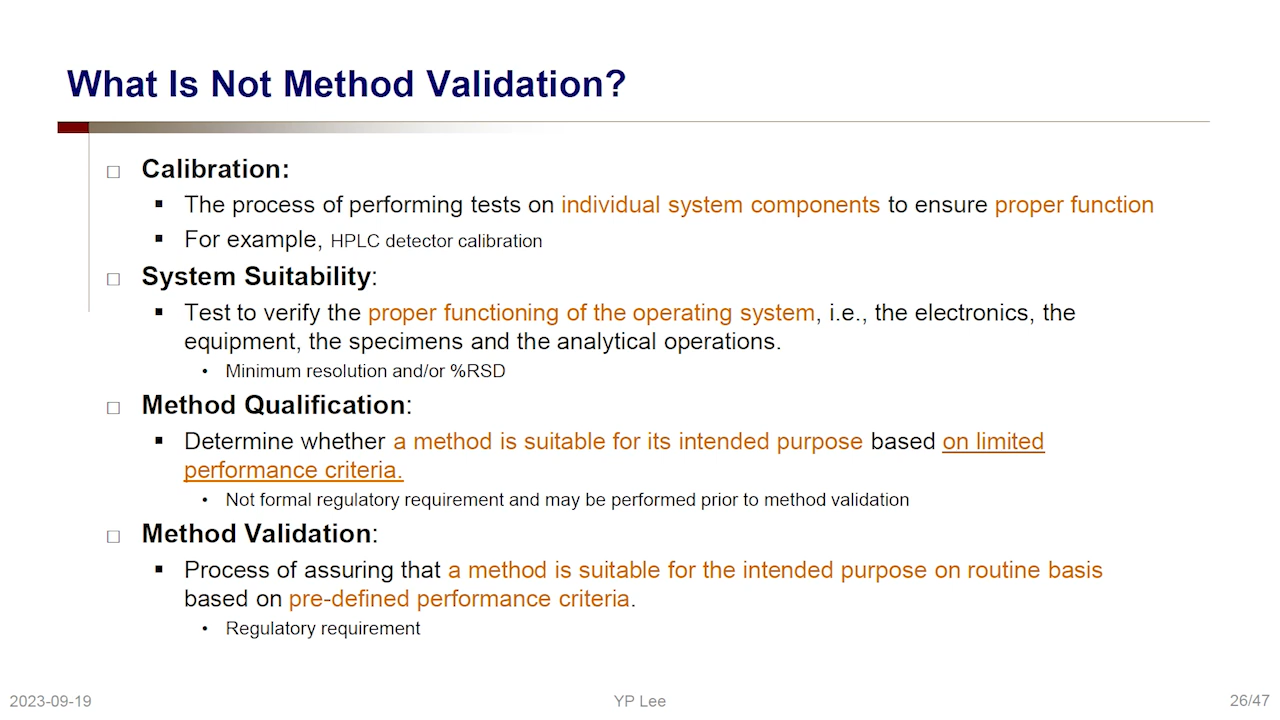 What Is Not Method Validation?
Calibration:
The process of performing tests on individual system components to ensure proper function
For example, HPLC detector calibration
System Suitability:
Test to verify the proper functioning of the operating system, i.e., the electronics, the
equipment, the specimens and the analytical operations.
Minimum resolution and/or %RSD
Method Qualification:
Determine whether a method is suitable for its intended purpose based on limited
performance criteria.
Not formal regulatory requirement and may be performed prior to method validation
Method Validation:
Process of assuring that a method is suitable for the intended purpose on routine basis
based on pre-defined performance criteria.
Regulatory requirement
2023-09-19 YP Lee 26/47